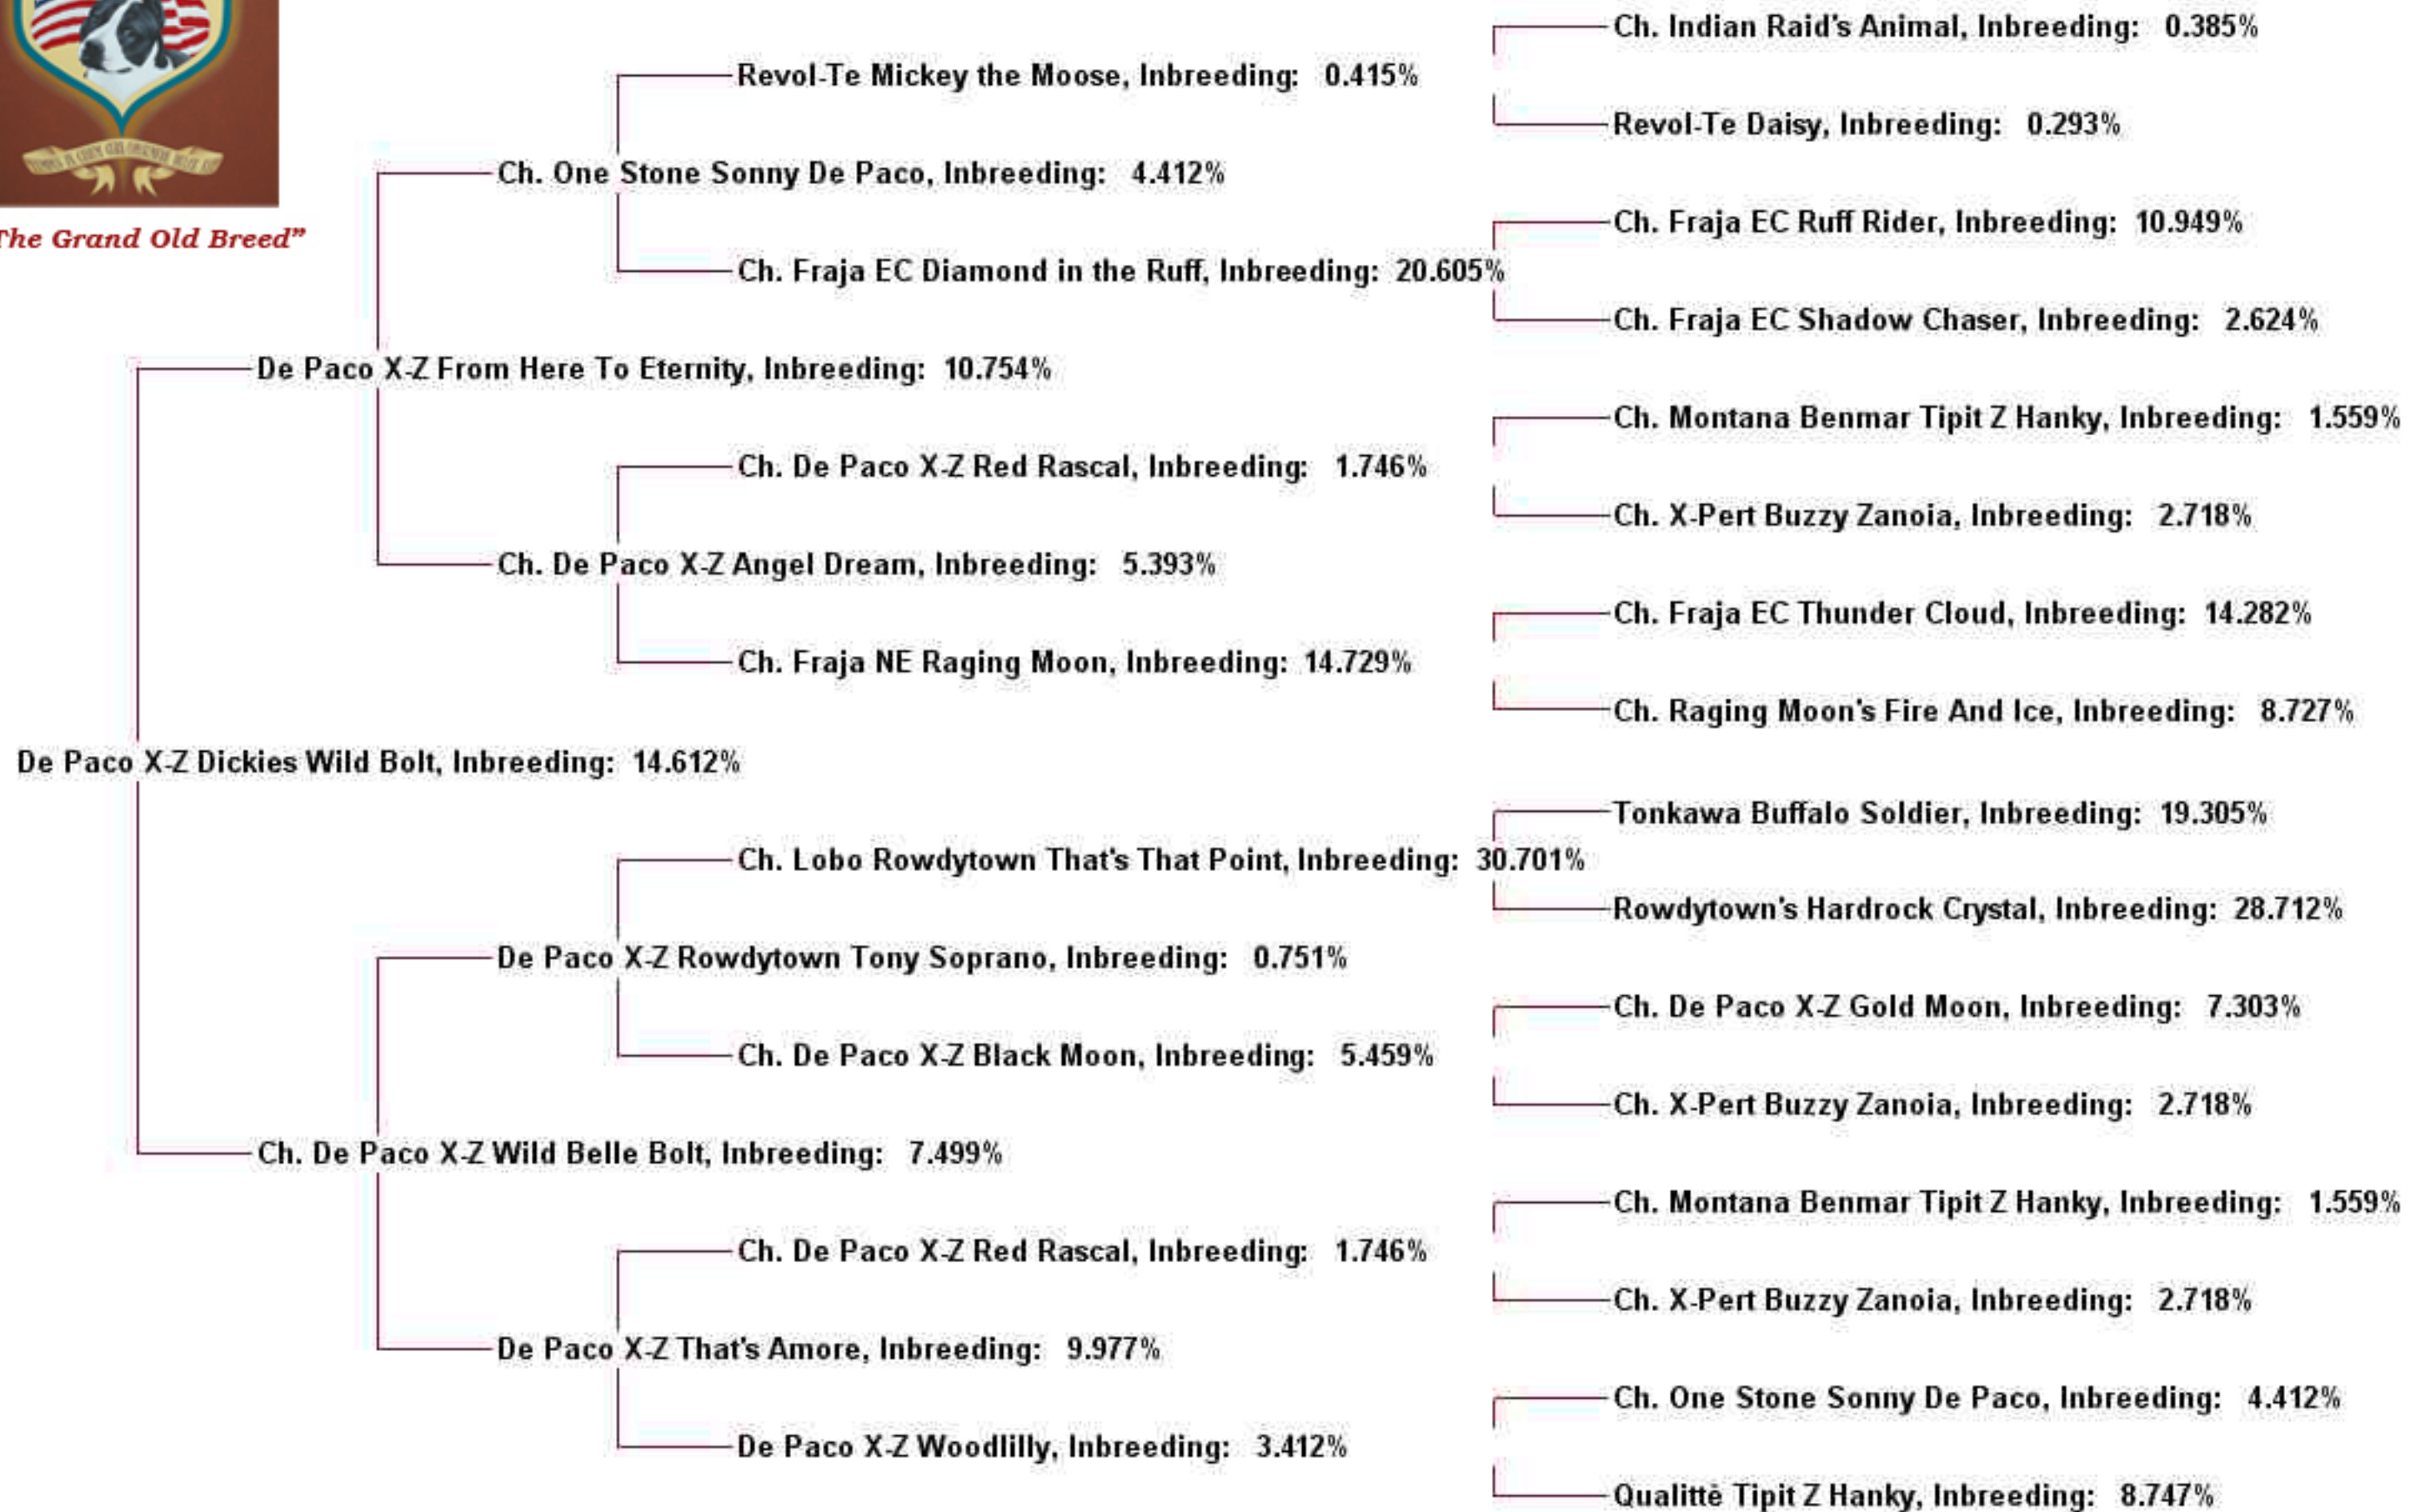 Ch. Indian Raid's Animal, Inbreeding: 0.385%
Revol-Te Mickey the Moose, Inbreeding: 0.415%
Revol-Te Daisy, Inbreeding: 0.293%
Ch. One Stone Sonny De Paco, Inbreeding: 4.412%
Ch. Fraja EC Ruff Rider, Inbreeding: 10.949%
The Grand Old Breed”
Ch. Fraja EC Diamond in the Ruff, Inbreeding: 20.605%
Ch. Fraja EC Shadow Chaser, Inbreeding: 2.624%
De Paco X-Z From Here To Eternity, Inbreeding: 10.754%
Ch. Montana Benmar Tipit Z Hanky, Inbreeding: 1.559%
Ch. De Paco X-Z Red Rascal, Inbreeding: 1.746%
Ch. X-Pert Buzzy Zanoia, Inbreeding: 2.718%
Ch. De Paco X-Z Angel Dream, Inbreeding: 5.393%
Ch. Fraja EC Thunder Cloud, Inbreeding: 14.282%
Ch. Fraja NE Raging Moon, Inbreeding: 14.729%
Ch. Raging Moon's Fire And Ice, Inbreeding: 8.727%
De Paco X-Z Dickies Wild Bolt, Inbreeding: 14.612%
Tonkawa Buffalo Soldier, Inbreeding: 19.305%
Ch. Lobo Rowdytown That's That Point, Inbreeding: 30.701%
Rowdytown's Hardrock Crystal, Inbreeding: 28.712%
De Paco X-Z Rowdytown Tony Soprano, Inbreeding: 0.751%
Ch. De Paco X-Z Gold Moon, Inbreeding: 7.303%
Ch. De Paco X-Z Black Moon, Inbreeding: 5.459%
Ch. X-Pert Buzzy Zanoia, Inbreeding: 2.718%
Ch. De Paco X-Z Wild Belle Bolt, Inbreeding: 7.499%
Ch. Montana Benmar Tipit Z Hanky, Inbreeding: 1.559%
Ch. De Paco X-Z Red Rascal, Inbreeding: 1.746%
Ch. X-Pert Buzzy Zanoia, Inbreeding: 2.718%
De Paco X-Z That's Amore, Inbreeding: 9.977%
Ch. One Stone Sonny De Paco, Inbreeding: 4.412%
De Paco X-Z Woodlilly, Inbreeding: 3.412%
Qualittè Tipit Z Hanky, Inbreeding: 8.747%